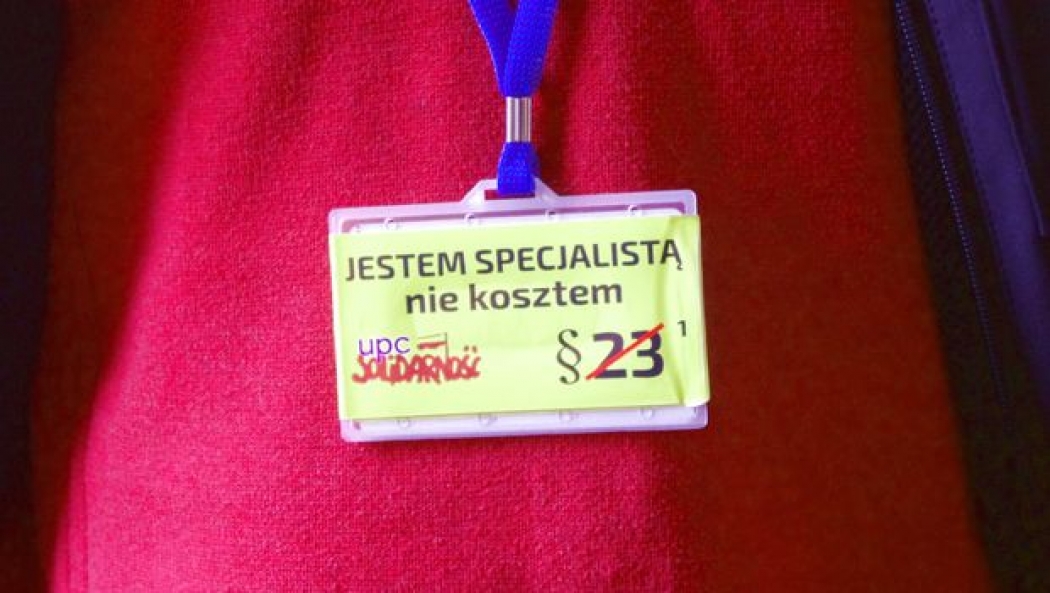 JESTEM SPECJALISTĄ
nie kosztem
upc
SOLIDARNOŚĆ
§ 23 1